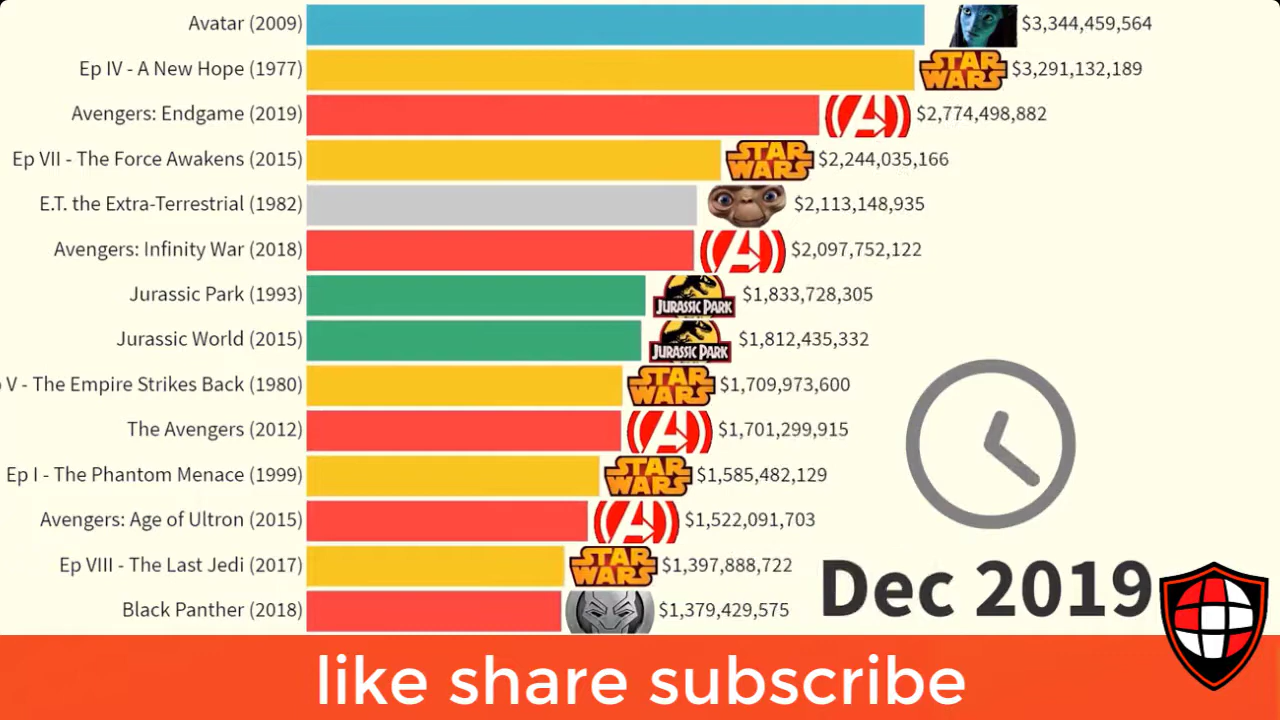 Avatar (2009) $3,344,459,564
Ep IV - A New Hope (1977) STAR WARS $3,291,132,189
Avengers: Endgame (2019) A $2,774,498,882
Ep VII - The Force Awakens (2015) STAR WARS $2,244,035,166
E.T. the Extra-Terrestrial (1982) $2,113,148,935
Avengers: Infinity War (2018) A $2,097,752,122
Jurassic Park (1993) JURASSIC PARK $1,833,728,305
Jurassic World (2015) JURASSIC PARK $1,812,435,332
V - The Empire Strikes Back (1980) STAR WARS $1,709,973,600
The Avengers (2012) A $1,701,299,915
Ep I - The Phantom Menace (1999) STAR WARS $1,585,482,129
Avengers: Age of Ultron (2015) A $1,522,091,703
Ep VIII - The Last Jedi (2017) STAR WARS $1,397,888,722
Black Panther (2018) $1,379,429,575
Dec 2019
like share subscribe